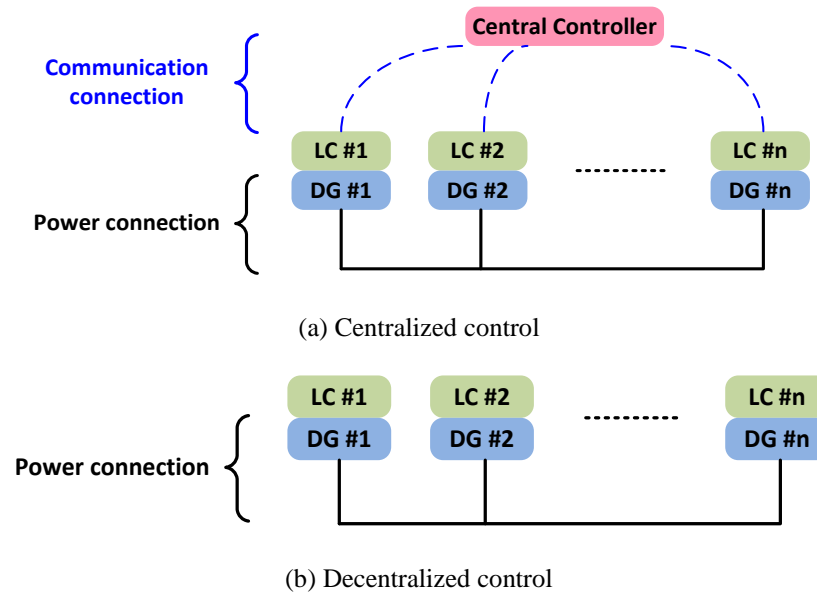 Central Controller
Communication
connection
LC #1 LC #2 LC #n
DG #1 DG #2 DG #n
Power connection
(a) Centralized control
LC #1 LC #2 LC #n
DG #1 DG #2 DG #n
Power connection
(b) Decentralized control